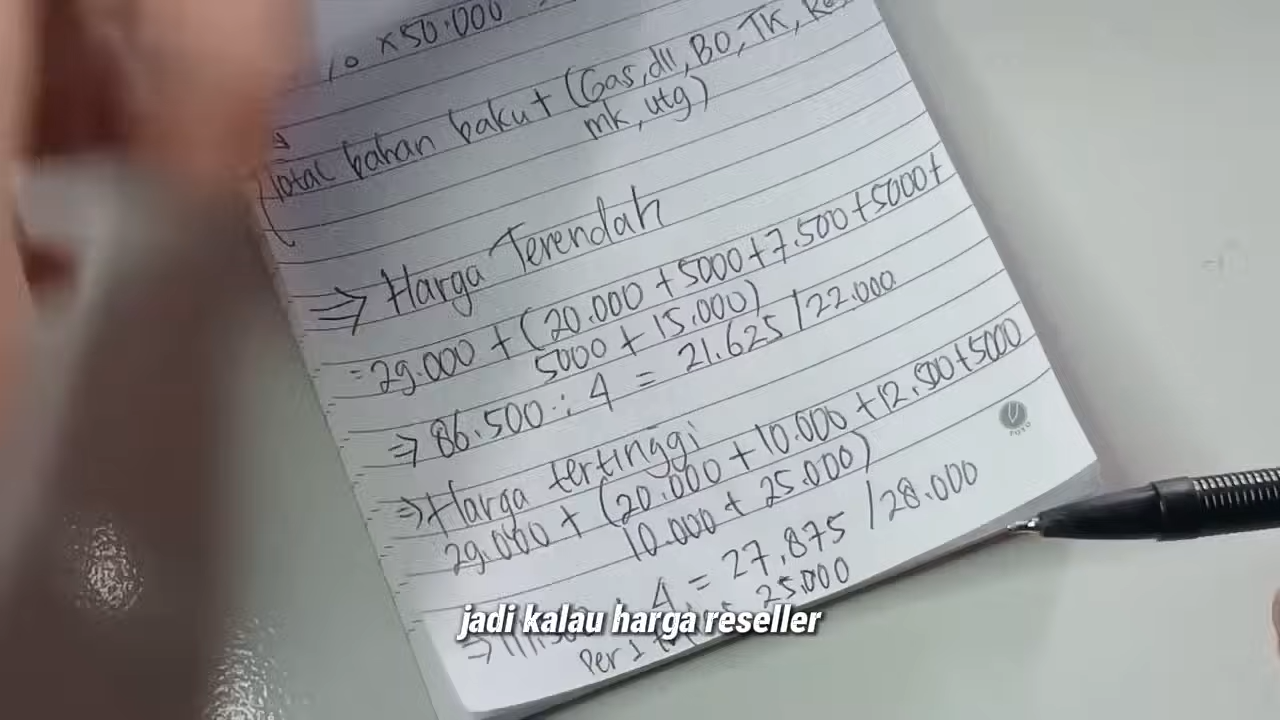 10 x50.000
Total bahan baku + (Gas, dll, BO, TK,
mk, utg)
⇒ Harga Terendah
= 29.000 + (20.000 + 5000 + 7.500 + 5000 +
5000 + 15.000)
⇒ 86.500 : 4 = 21.625 / 22.000
⇒ Harga tertinggi
29.000 + (20.000 + 10.000 + 12.500 + 5000
10.000 + 25.000)
⇒ : 4 = 27.875 / 28.000
Per 1 25.000
jadi kalau harga reseller